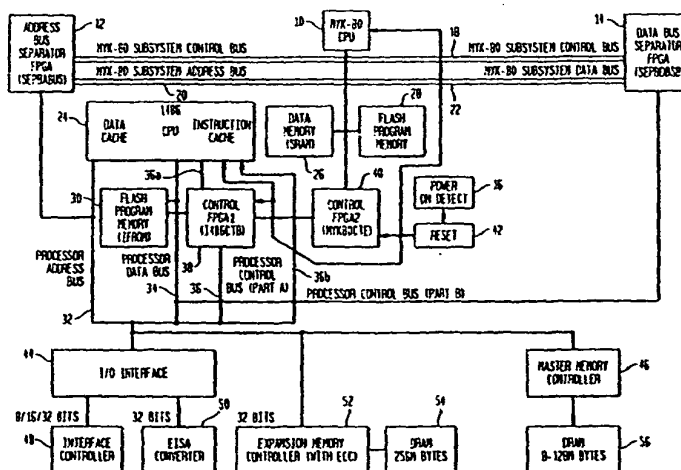 ADDRESS
BUS
SEPARATOR
FPGA
(SEPBABUS)
12
10
NYX-80
CPU
14
DATA BUS
SEPARATOR
FPGA
NYX-80 SUBSYSTEM CONTROL BUS
18
NYX-80 SUBSYSTEM CONTROL BUS
NYX-80 SUBSYSTEM ADDRESS BUS
NYX-80 SUBSYSTEM DATA BUS
20
22
24
DATA
CACHE
I486
CPU
INSTRUCTION
CACHE
DATA
MEMORY
(SRAM)
26
FLASH
PROGRAM
MEMORY
28
36a
40
30
FLASH
PROGRAM
MEMORY
CONTROL
FPGA1
(I486CTB)
38
CONTROL
FPGA2
POWER
ON DETECT
RESET
42
PROCESSOR
ADDRESS
BUS
32
PROCESSOR
DATA BUS
34
36
PROCESSOR
CONTROL
BUS (PART A)
36b
PROCESSOR CONTROL BUS (PART B)
44
I/O INTERFACE
MASTER MEMORY
CONTROLLER
46
8/16/32 BITS
32 BITS
50
32 BITS
52
54
48
INTERFACE
CONTROLLER
EISA
CONVERTER
EXPANSION MEMORY
CONTROLLER (WITH ECC)
DRAM
256M BYTES
DRAM
8-128M BYTES
56